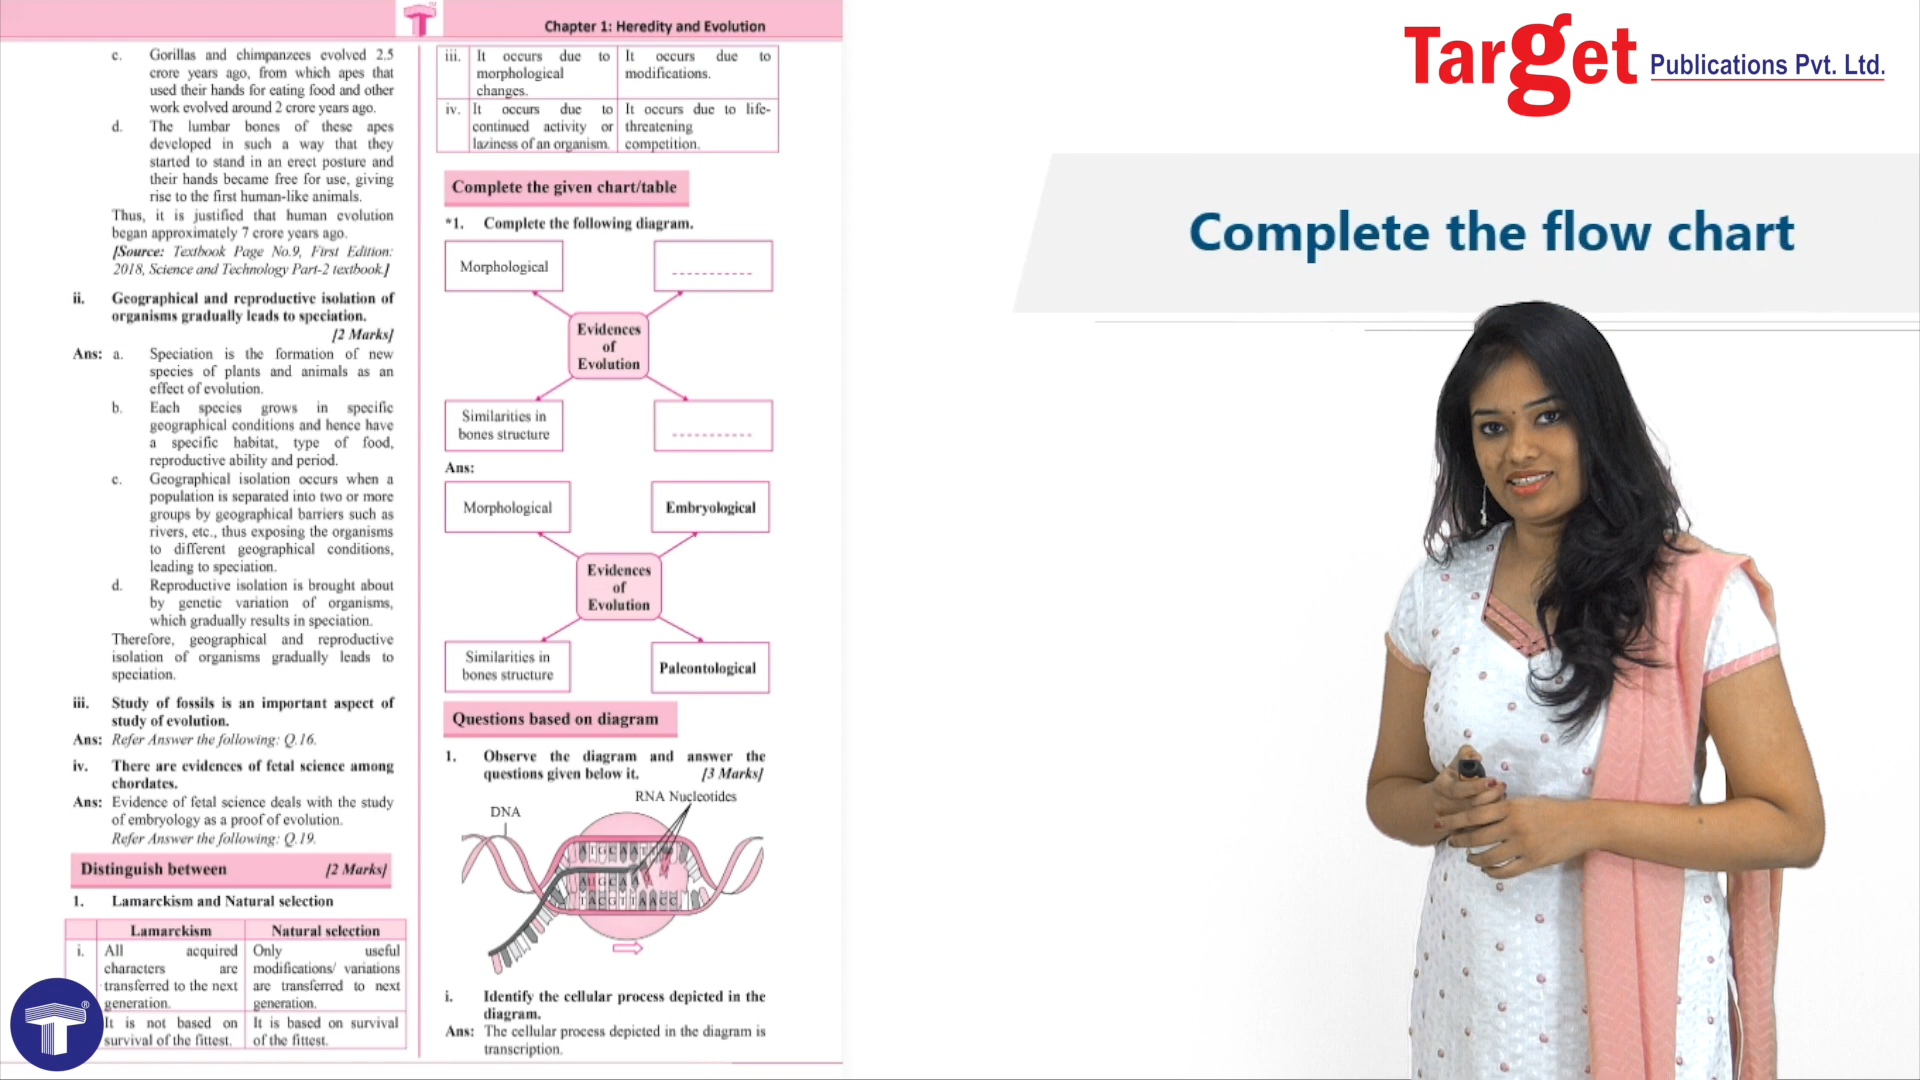 Chapter 1: Heredity and Evolution
c. Gorillas and chimpanzees evolved 2.5
crore years ago, from which apes that
used their hands for eating food and other
work evolved around 2 crore years ago.
d. The lumbar bones of these apes
developed in such a way that they
started to stand in an erect posture and
their hands became free for use, giving
rise to the first human-like animals.
Thus, it is justified that human evolution
began approximately 7 crore years ago.
[Source: Textbook Page No.9, First Edition:
2018, Science and Technology Part-2 textbook.]
ii. Geographical and reproductive isolation of
organisms gradually leads to speciation.
[2 Marks]
Ans: a. Speciation is the formation of new
species of plants and animals as an
effect of evolution.
b. Each species grows in specific
geographical conditions and hence have
a specific habitat, type of food,
reproductive ability and period.
c. Geographical isolation occurs when a
population is separated into two or more
groups by geographical barriers such as
rivers, etc., thus exposing the organisms
to different geographical conditions,
leading to speciation.
d. Reproductive isolation is brought about
by genetic variation of organisms,
which gradually results in speciation.
Therefore, geographical and reproductive
isolation of organisms gradually leads to
speciation.
iii. Study of fossils is an important aspect of
study of evolution.
Ans: Refer Answer the following: Q.16.
iv. There are evidences of fetal science among
chordates.
Ans: Evidence of fetal science deals with the study
of embryology as a proof of evolution.
Refer Answer the following: Q.19.
Distinguish between [2 Marks]
1. Lamarckism and Natural selection
Lamarckism Natural selection
i. All acquired characters are transferred to the next generation.
Only useful modifications/ variations are transferred to next generation.
It is not based on survival of the fittest.
It is based on survival of the fittest.
iii. It occurs due to morphological changes.
It occurs due to modifications.
iv. It occurs due to continued activity or laziness of an organism.
It occurs due to life-threatening competition.
Complete the given chart/table
*1. Complete the following diagram.
Morphological
Evidences
of
Evolution
Similarities in
bones structure
Ans:
Morphological Embryological
Evidences
of
Evolution
Similarities in
bones structure
Paleontological
Questions based on diagram
1. Observe the diagram and answer the
questions given below it. [3 Marks]
RNA Nucleotides
DNA
TACGTTAACC
i. Identify the cellular process depicted in the
diagram.
Ans: The cellular process depicted in the diagram is
transcription.
Target Publications Pvt. Ltd.
Complete the flow chart